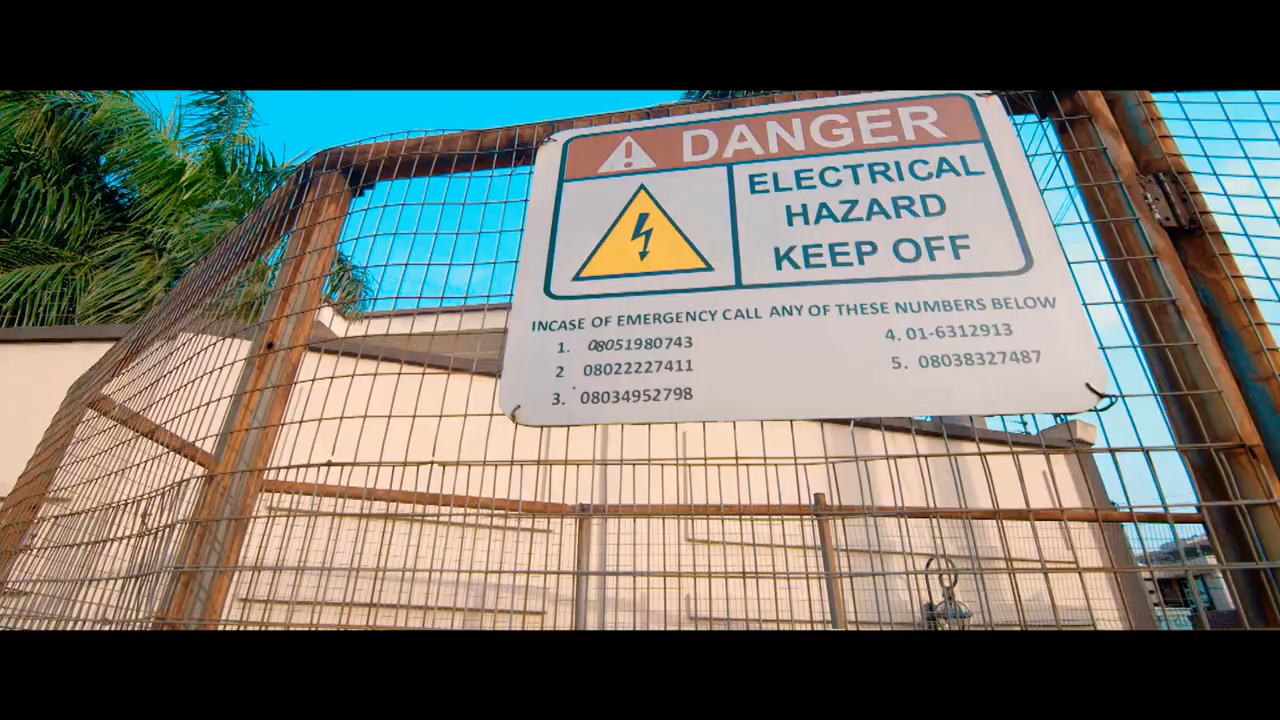 DANGER
ELECTRICAL
HAZARD
KEEP OFF
INCASE OF EMERGENCY CALL ANY OF THESE NUMBERS BELOW
1. 08051980743
2 08022227411
3. 08034952798
4. 01-6312913
5. 08038327487